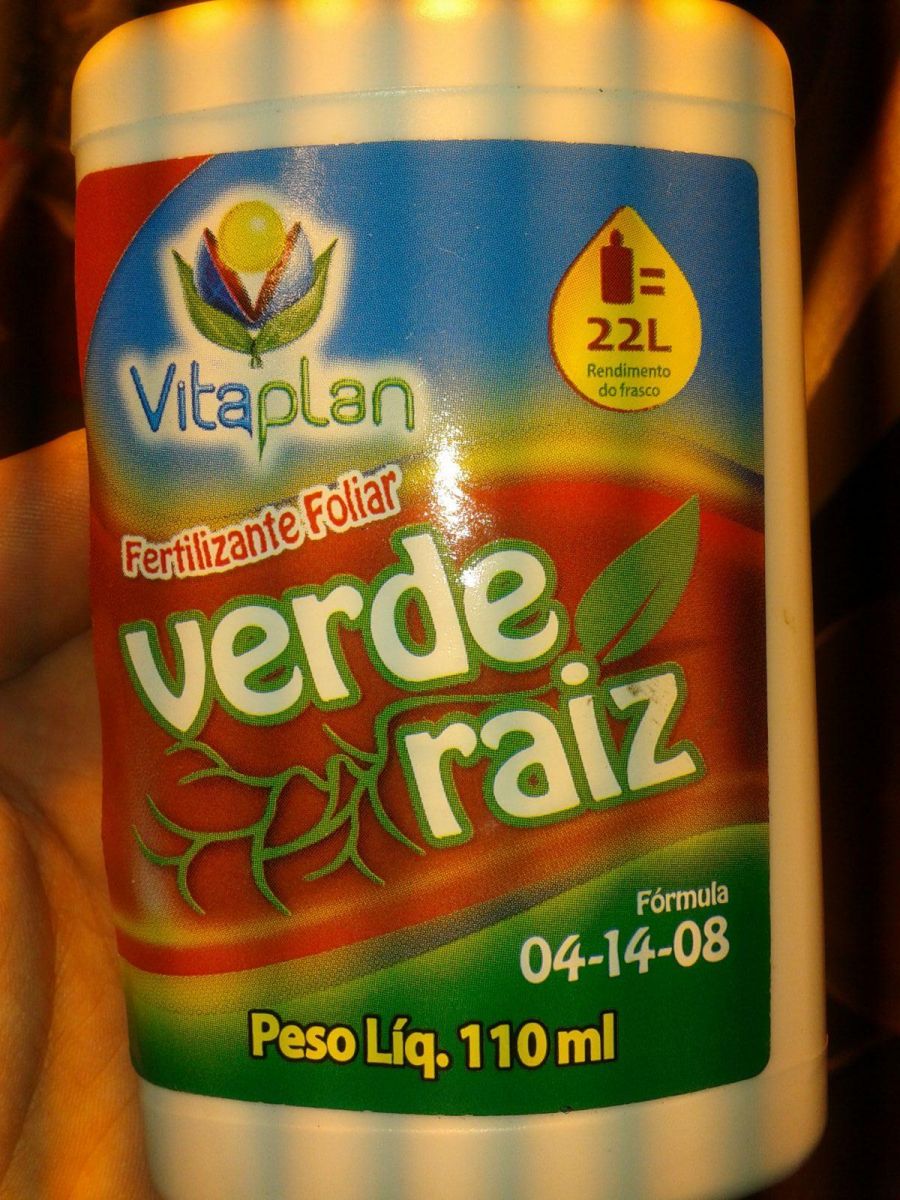 Vitaplan
22L
Rendimento
do frasco
Fertilizante Foliar
verde
raiz
Fórmula
04-14-08
Peso Líq. 110 ml